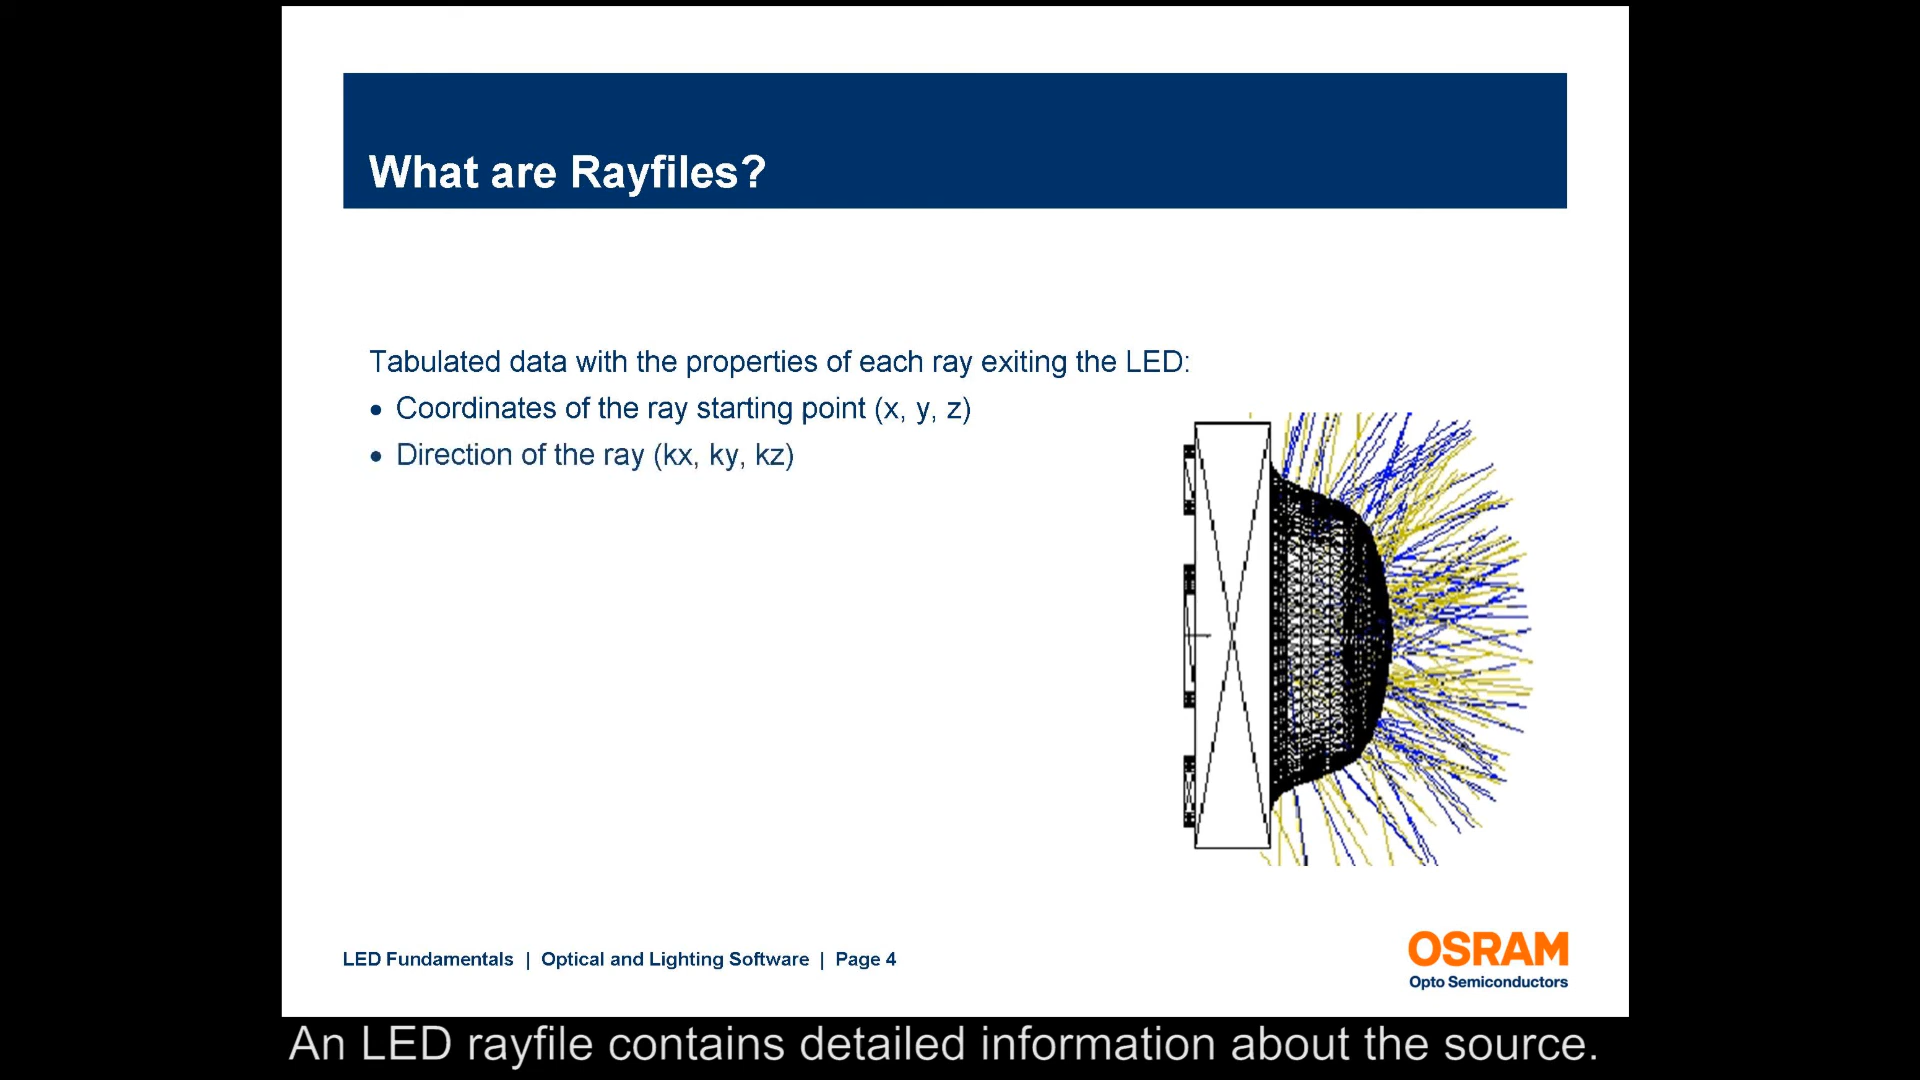 What are Rayfiles?
Tabulated data with the properties of each ray exiting the LED:
• Coordinates of the ray starting point (x, y, z)
• Direction of the ray (kx, ky, kz)
LED Fundamentals | Optical and Lighting Software | Page 4
OSRAM
Opto Semiconductors
An LED rayfile contains detailed information about the source.